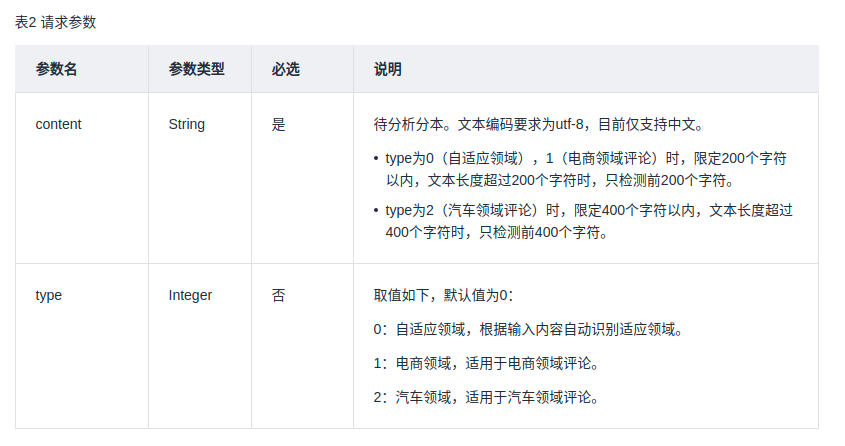 表2 请求参数
参数名 参数类型 必选 说明
content String 是 待分析分本。文本编码要求为utf-8，目前仅支持中文。
• type为0（自适应领域），1（电商领域评论）时，限定200个字符
以内，文本长度超过200个字符时，只检测前200个字符。
• type为2（汽车领域评论）时，限定400个字符以内，文本长度超过
400个字符时，只检测前400个字符。
type Integer 否 取值如下，默认值为0：
0：自适应领域，根据输入内容自动识别适应领域。
1：电商领域，适用于电商领域评论。
2：汽车领域，适用于汽车领域评论。